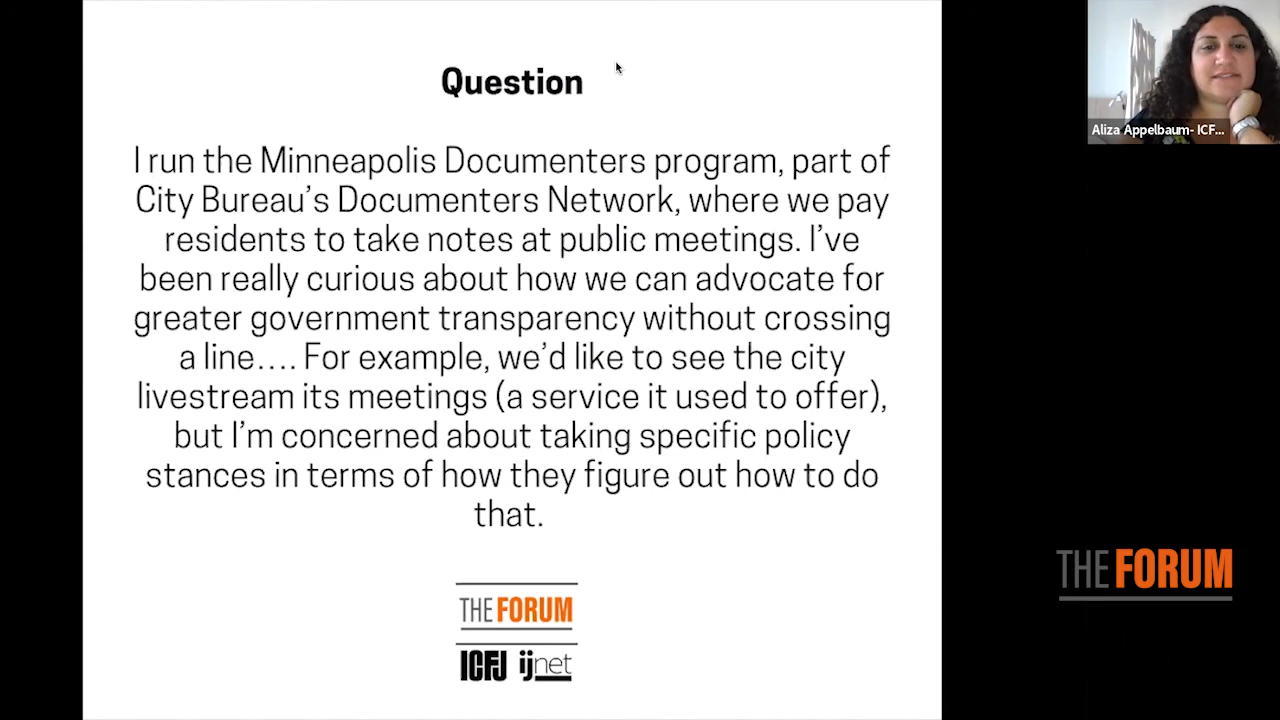 Question
I run the Minneapolis Documenters program, part of
City Bureau’s Documenters Network, where we pay
residents to take notes at public meetings. I’ve
been really curious about how we can advocate for
greater government transparency without crossing
a line.... For example, we’d like to see the city
livestream its meetings (a service it used to offer),
but I’m concerned about taking specific policy
stances in terms of how they figure out how to do
that.
THE FORUM
ICFJ ijnet
Aliza Appelbaum- ICF...
THE FORUM